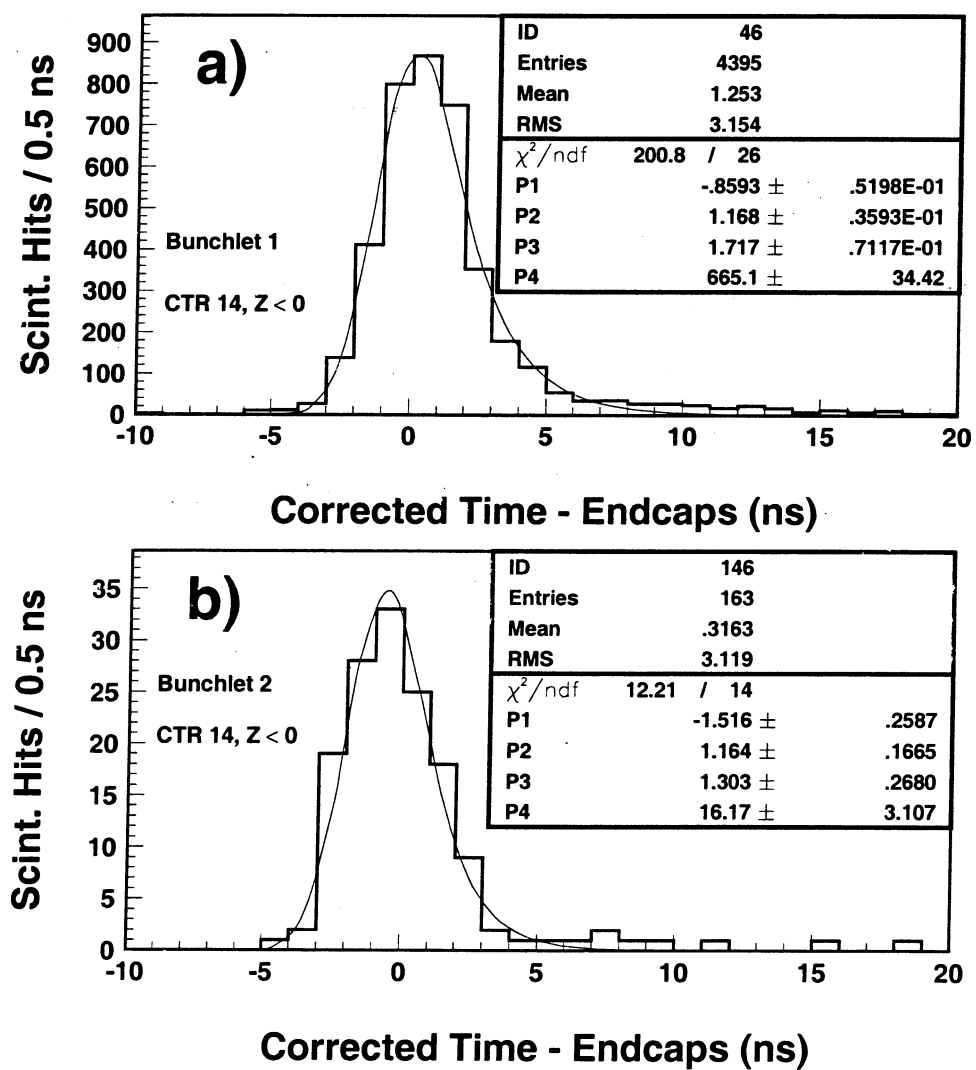 a)
Scint. Hits / 0.5 ns
900
800
700
600
500
400
300
200
100
0
Bunchlet 1
CTR 14, Z < 0
ID 46
Entries 4395
Mean 1.253
RMS 3.154
χ²/ndf 200.8 / 26
P1 -.8593 ± .5198E-01
P2 1.168 ± .3593E-01
P3 1.717 ± .7117E-01
P4 665.1 ± 34.42
-10 -5 0 5 10 15 20
Corrected Time - Endcaps (ns)
b)
Scint. Hits / 0.5 ns
35
30
25
20
15
10
5
0
Bunchlet 2
CTR 14, Z < 0
ID 146
Entries 163
Mean .3163
RMS 3.119
χ²/ndf 12.21 / 14
P1 -1.516 ± .2587
P2 1.164 ± .1665
P3 1.303 ± .2680
P4 16.17 ± 3.107
-10 -5 0 5 10 15 20
Corrected Time - Endcaps (ns)